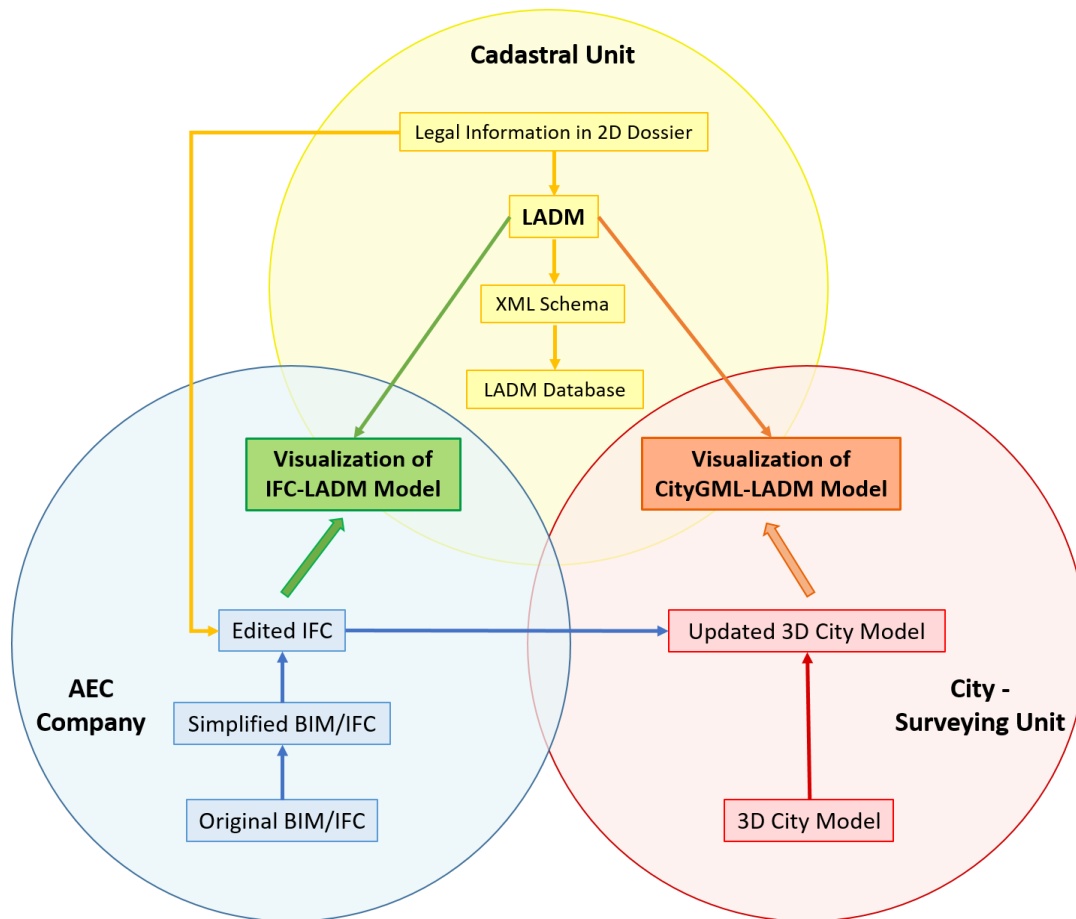 Cadastral Unit
Legal Information in 2D Dossier
LADM
XML Schema
LADM Database
Visualization of
IFC-LADM Model
Visualization of
CityGML-LADM Model
Edited IFC
Updated 3D City Model
AEC
Company
Simplified BIM/IFC
City -
Surveying Unit
Original BIM/IFC
3D City Model